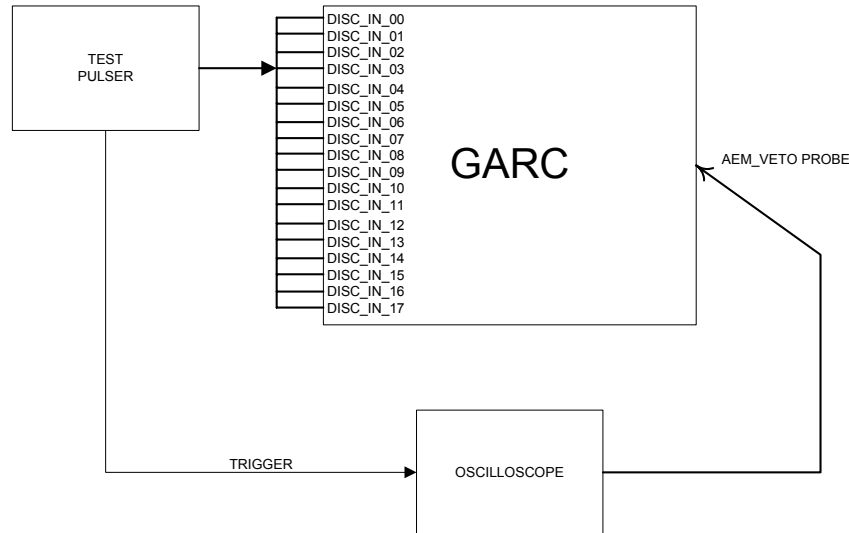 TEST
PULSER
DISC_IN_00
DISC_IN_01
DISC_IN_02
DISC_IN_03
DISC_IN_04
DISC_IN_05
DISC_IN_06
DISC_IN_07
DISC_IN_08
DISC_IN_09
DISC_IN_10
DISC_IN_11
DISC_IN_12
DISC_IN_13
DISC_IN_14
DISC_IN_15
DISC_IN_16
DISC_IN_17
GARC
AEM_VETO PROBE
TRIGGER
OSCILLOSCOPE